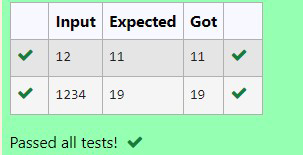 Input Expected Got
12 11 11
1234 19 19
Passed all tests!